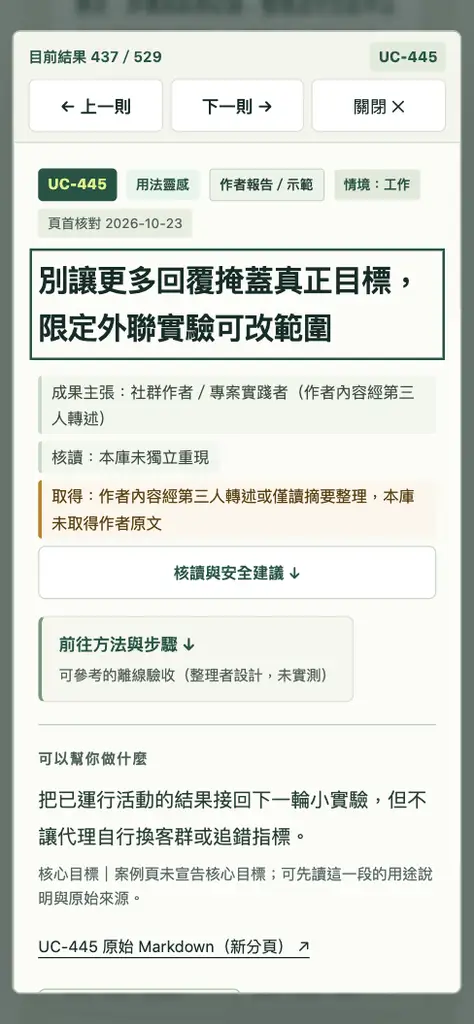 目前結果 437 / 529
UC-445
← 上一則
下一則 →
關閉 ×
UC-445
用法靈感
作者報告 / 示範
情境：工作
頁首核對 2026-10-23
別讓更多回覆掩蓋真正目標，
限定外聯實驗可改範圍
成果主張：社群作者 / 專案實踐者（作者內容經第三
人轉述）
核讀：本庫未獨立重現
取得：作者內容經第三人轉述或僅讀摘要整理，本庫
未取得作者原文
核讀與安全建議 ↓
前往方法與步驟 ↓
可參考的離線驗收（整理者設計，未實測）
可以幫你做什麼
把已運行活動的結果接回下一輪小實驗，但不
讓代理自行換客群或追錯指標。
核心目標｜案例頁未宣告核心目標；可先讀這一段的用途說
明與原始來源。
UC-445 原始 Markdown（新分頁） ↗